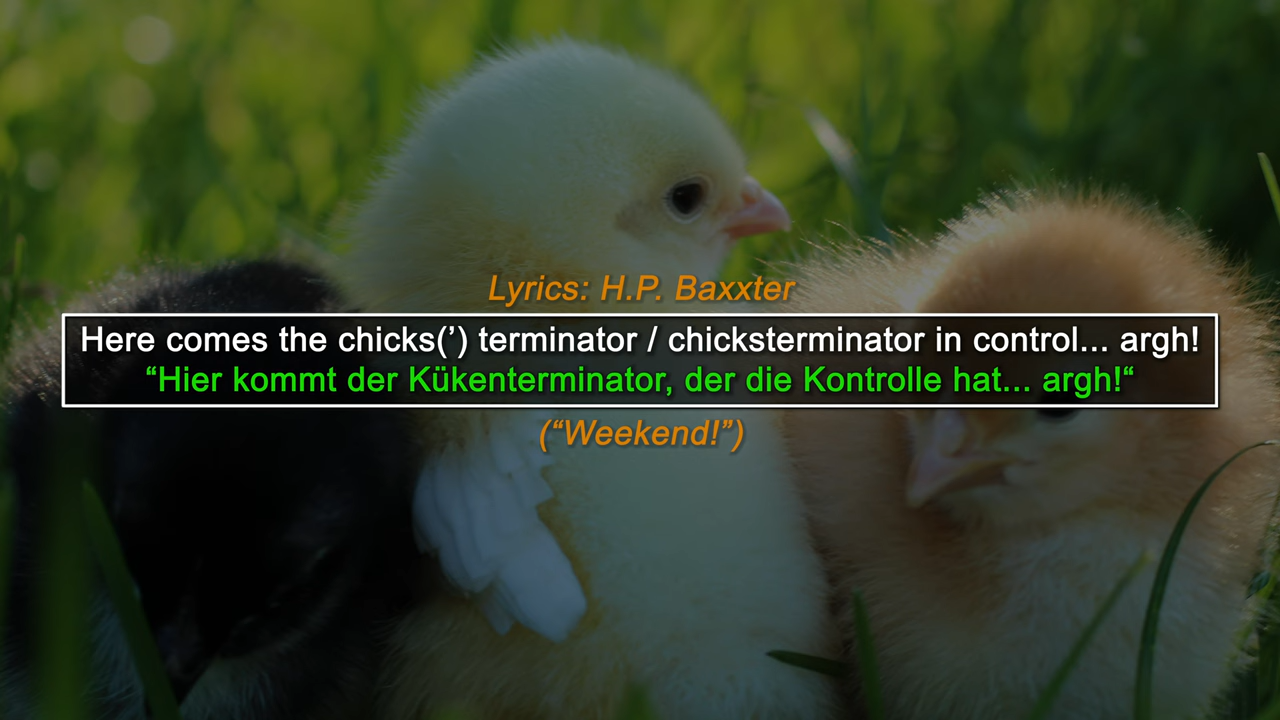 Lyrics: H.P. Baxxter
Here comes the chicks(’) terminator / chicksterminator in control... argh!
“Hier kommt der Kükenterminator, der die Kontrolle hat... argh!“
(“Weekend!”)